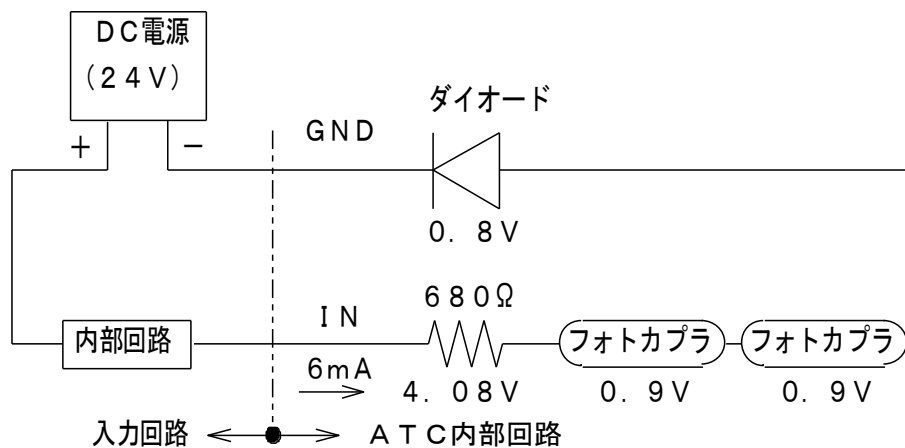 DC電源
(24V)
+
−
GND
ダイオード
0.8V
680Ω
IN
内部回路
フォトカプラ
フォトカプラ
6mA
4.08V
0.9V
0.9V
入力回路
ATC内部回路